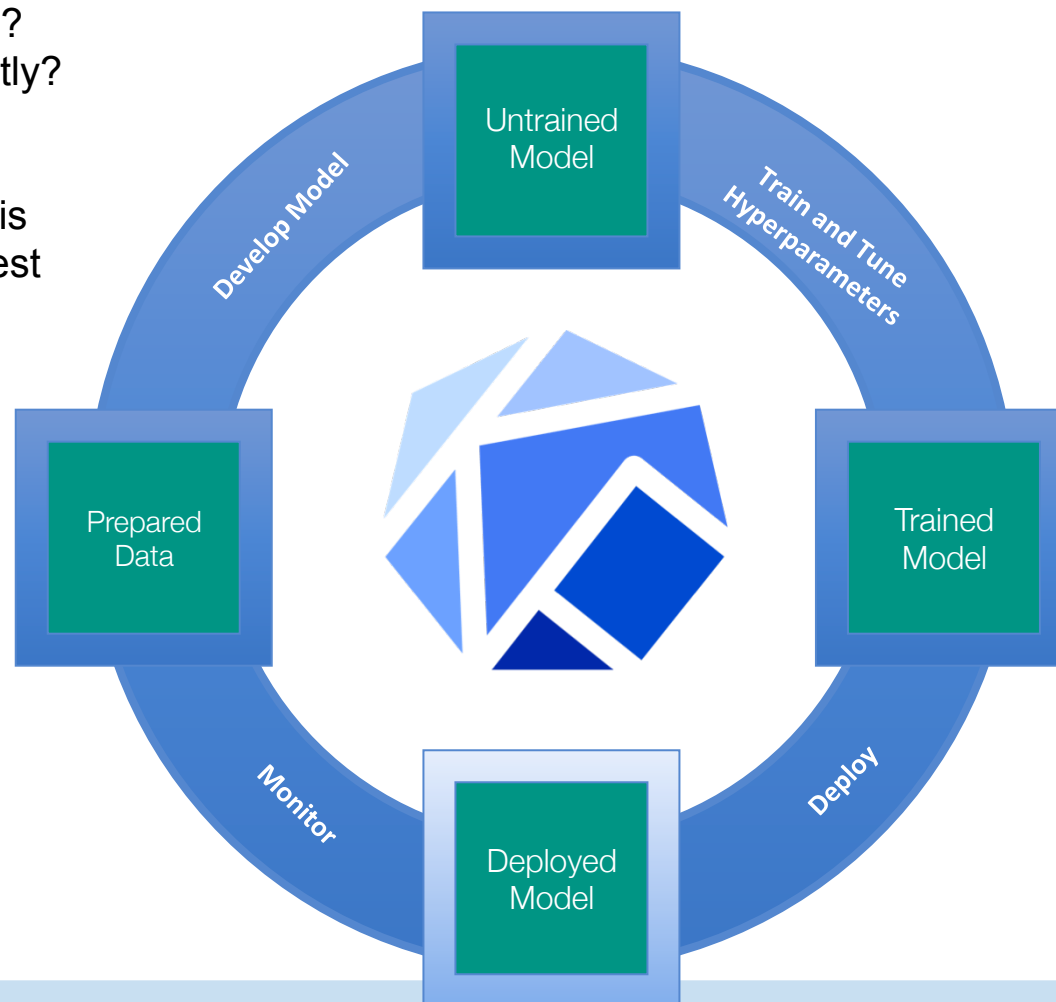 ?
tly?
is
est
Untrained
Model
Develop Model
Train and Tune
Hyperparameters
Prepared
Data
Trained
Model
Monitor
Deploy
Deployed
Model